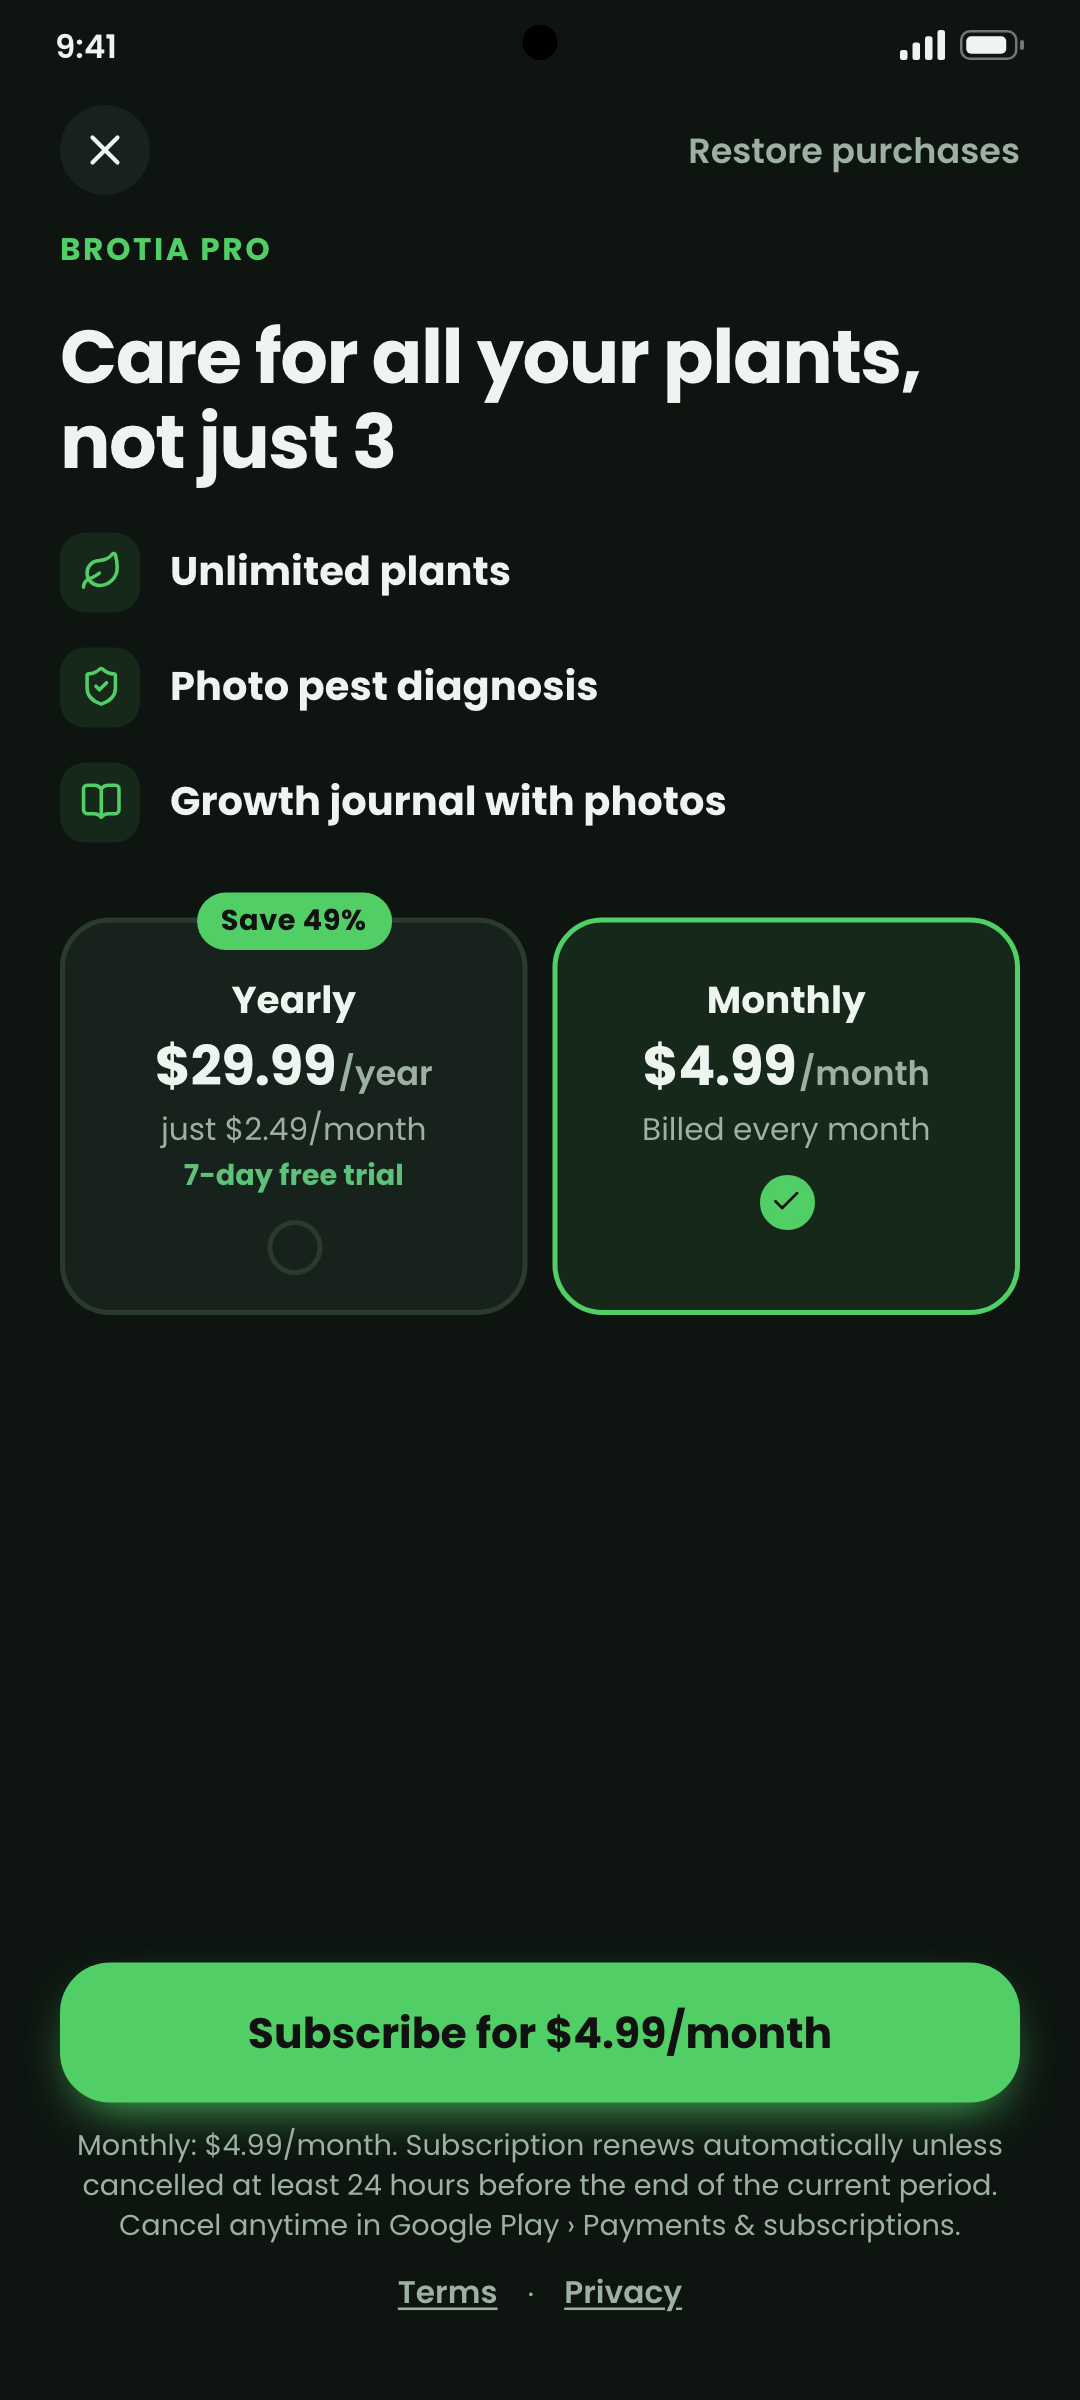 9:41
Restore purchases
BROTIA PRO
Care for all your plants,
not just 3
Unlimited plants
Photo pest diagnosis
Growth journal with photos
Save 49%
Yearly
$29.99/year
just $2.49/month
7-day free trial
Monthly
$4.99/month
Billed every month
Subscribe for $4.99/month
Monthly: $4.99/month. Subscription renews automatically unless
cancelled at least 24 hours before the end of the current period.
Cancel anytime in Google Play › Payments & subscriptions.
Terms · Privacy